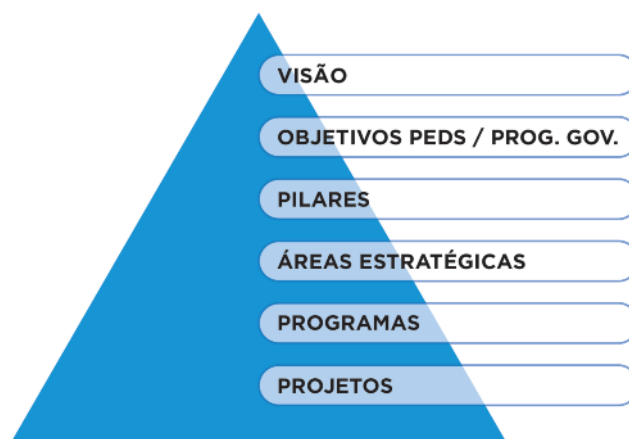 VISÃO
OBJETIVOS PEDS / PROG. GOV.
PILARES
ÁREAS ESTRATÉGICAS
PROGRAMAS
PROJETOS